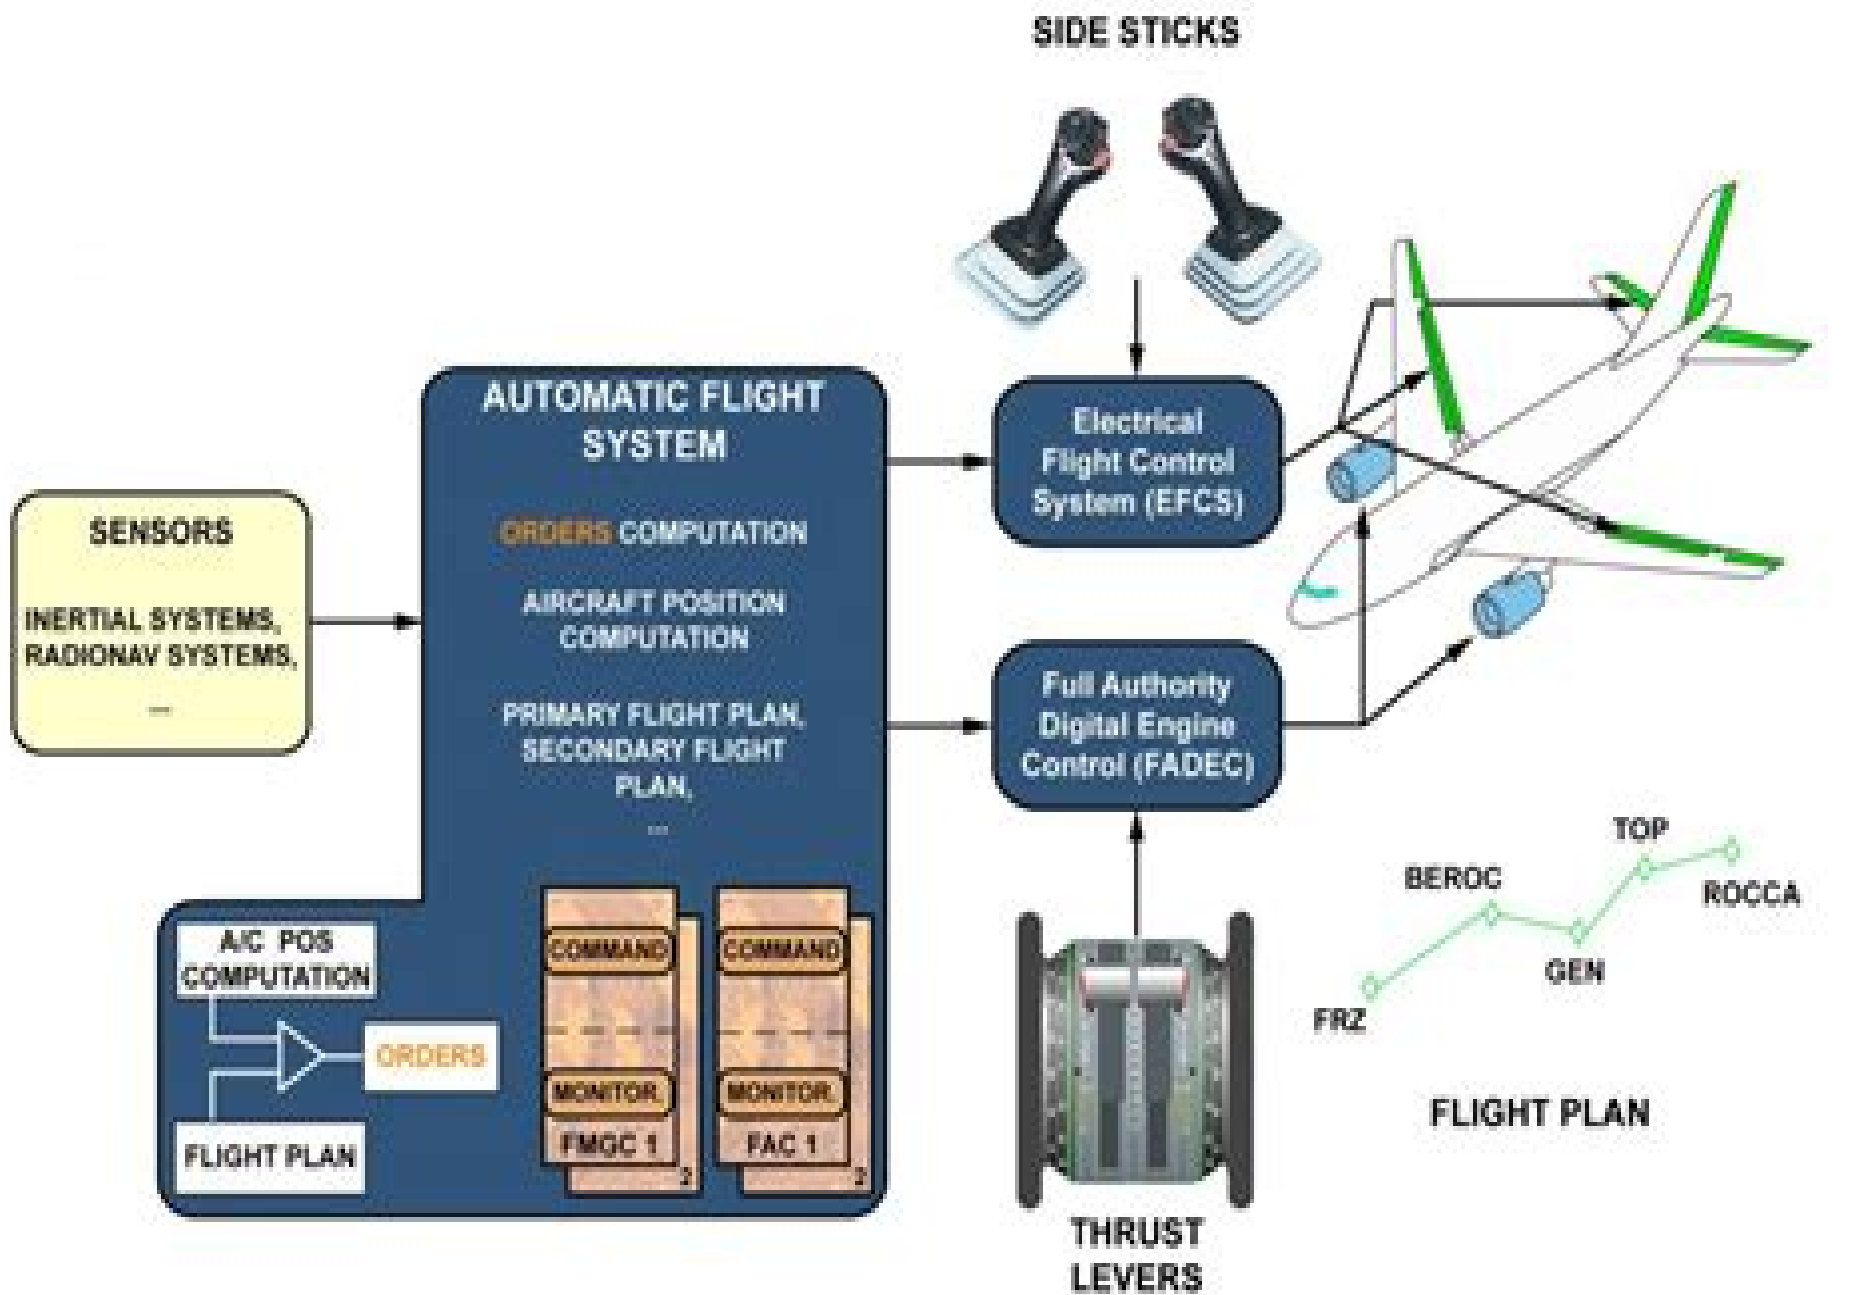 SIDE STICKS
AUTOMATIC FLIGHT
SYSTEM
ORDERS COMPUTATION
AIRCRAFT POSITION
COMPUTATION
PRIMARY FLIGHT PLAN,
SECONDARY FLIGHT
PLAN,
...
SENSORS
INERTIAL SYSTEMS,
RADIONAV SYSTEMS,
...
Electrical
Flight Control
System (EFCS)
Full Authority
Digital Engine
Control (FADEC)
A/C POS
COMPUTATION
ORDERS
FLIGHT PLAN
COMMAND
MONITOR.
FMGC 1
2
COMMAND
MONITOR.
FAC 1
2
THRUST
LEVERS
TOP
BEROC
ROCCA
GEN
FRZ
FLIGHT PLAN